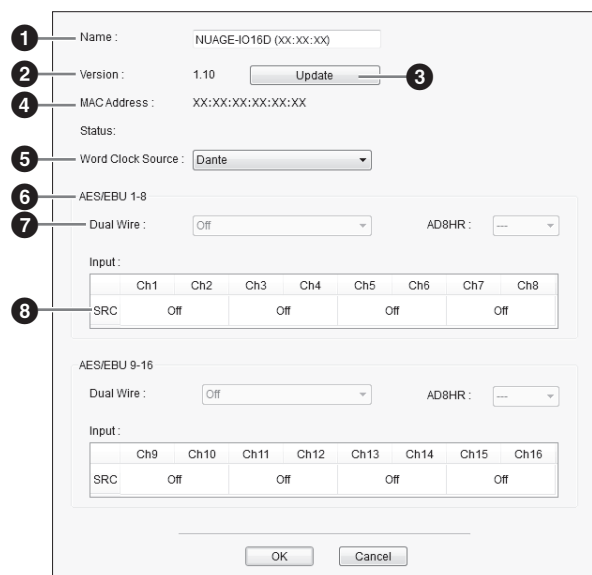 1 Name : NUAGE-IO16D (XX:XX:XX)
2 Version : 1.10 Update 3
4 MAC Address : XX:XX:XX:XX:XX:XX
Status:
5 Word Clock Source : Dante
6 AES/EBU 1-8
7 Dual Wire : Off AD8HR : ---
Input :
Ch1 Ch2 Ch3 Ch4 Ch5 Ch6 Ch7 Ch8
8 SRC Off Off Off Off
AES/EBU 9-16
Dual Wire : Off AD8HR : ---
Input :
Ch9 Ch10 Ch11 Ch12 Ch13 Ch14 Ch15 Ch16
SRC Off Off Off Off
OK Cancel